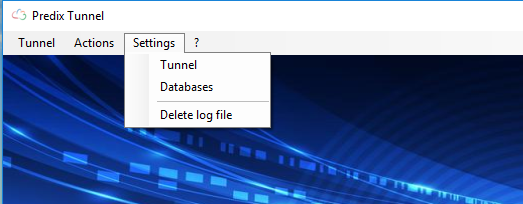 Predix Tunnel
Tunnel Actions Settings ?
Tunnel
Databases
Delete log file